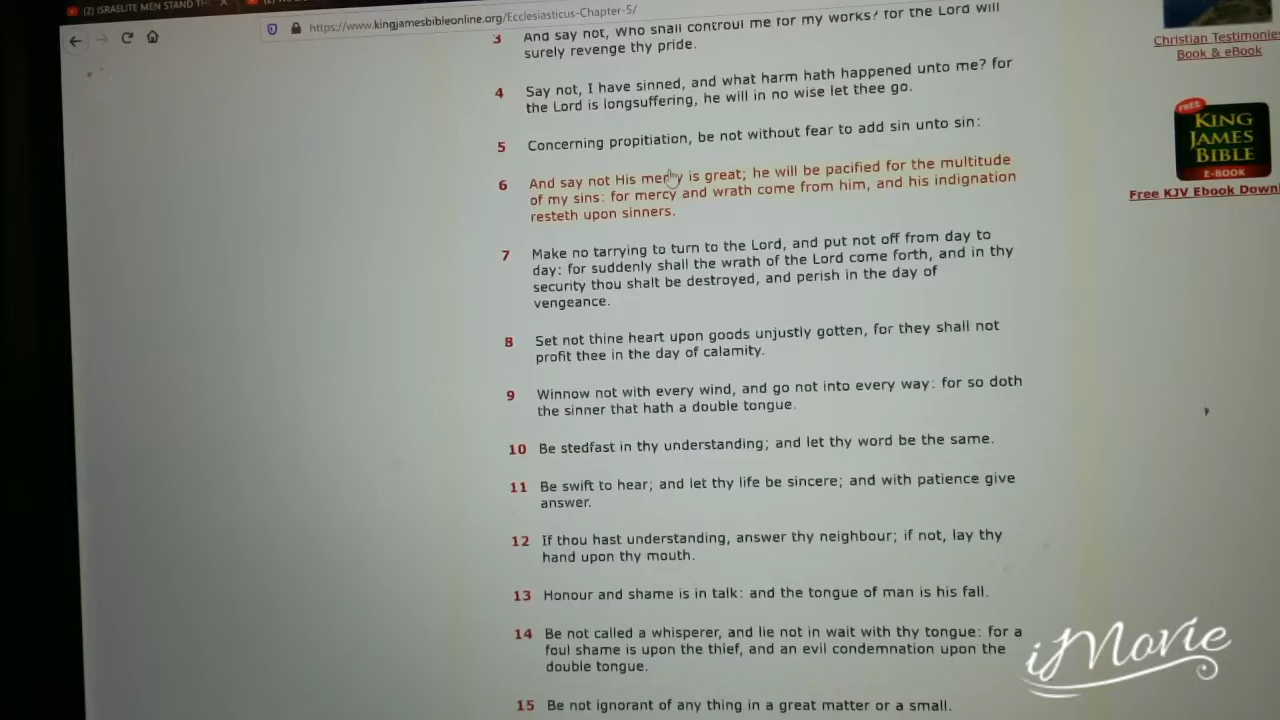 (2) ISRAELITE MEN STAND TH
https://www.kingjamesbibleonline.org/Ecclesiasticus-Chapter-5/
3 And say not, Who shall controul me for my works? for the Lord will
surely revenge thy pride.
4 Say not, I have sinned, and what harm hath happened unto me? for
the Lord is longsuffering, he will in no wise let thee go.
5 Concerning propitiation, be not without fear to add sin unto sin:
6 And say not His mercy is great; he will be pacified for the multitude
of my sins: for mercy and wrath come from him, and his indignation
resteth upon sinners.
7 Make no tarrying to turn to the Lord, and put not off from day to
day: for suddenly shall the wrath of the Lord come forth, and in thy
security thou shalt be destroyed, and perish in the day of
vengeance.
8 Set not thine heart upon goods unjustly gotten, for they shall not
profit thee in the day of calamity.
9 Winnow not with every wind, and go not into every way: for so doth
the sinner that hath a double tongue.
10 Be stedfast in thy understanding; and let thy word be the same.
11 Be swift to hear; and let thy life be sincere; and with patience give
answer.
12 If thou hast understanding, answer thy neighbour; if not, lay thy
hand upon thy mouth.
13 Honour and shame is in talk: and the tongue of man is his fall.
14 Be not called a whisperer, and lie not in wait with thy tongue: for a
foul shame is upon the thief, and an evil condemnation upon the
double tongue.
15 Be not ignorant of any thing in a great matter or a small.
Christian Testimonie
Book & eBook
FREE
KING
JAMES
BIBLE
E-BOOK
Free KJV Ebook Down
iMovie